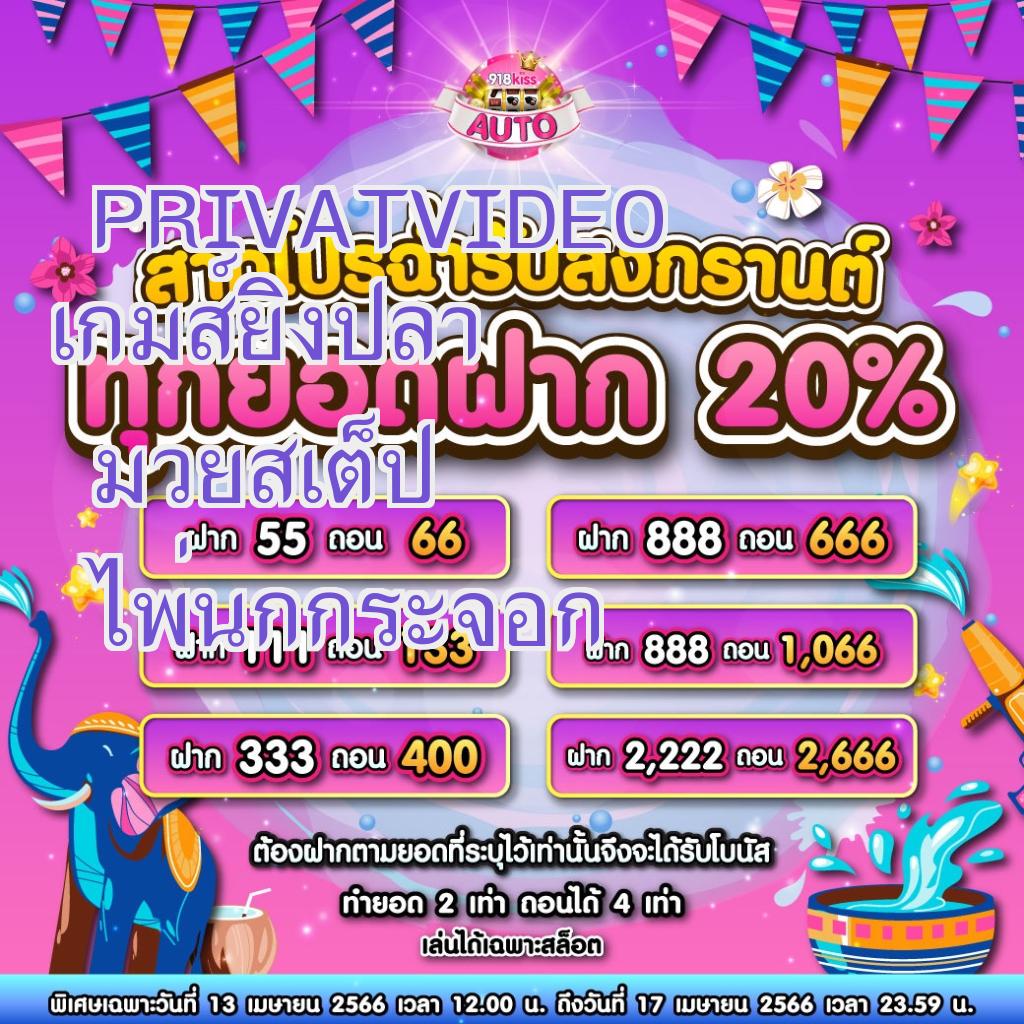 918kiss
AUTO
PRIVATVIDEO
สาดโปรฉ่ำรับสงกรานต์
เกมส์ยิงปลา
ทุกยอดฝาก 20%
มวยสเต็ป
ฝาก 55 ถอน 66
ฝาก 888 ถอน 666
ไพ่นกกระจอก
ฝาก 111 ถอน 133
ฝาก 888 ถอน 1,066
ฝาก 333 ถอน 400
ฝาก 2,222 ถอน 2,666
ต้องฝากตามยอดที่ระบุไว้เท่านั้นจึงจะได้รับโบนัส
ทำยอด 2 เท่า ถอนได้ 4 เท่า
เล่นได้เฉพาะสล็อต
พิเศษเฉพาะวันที่ 13 เมษายน 2566 เวลา 12.00 น. ถึงวันที่ 17 เมษายน 2566 เวลา 23.59 น.